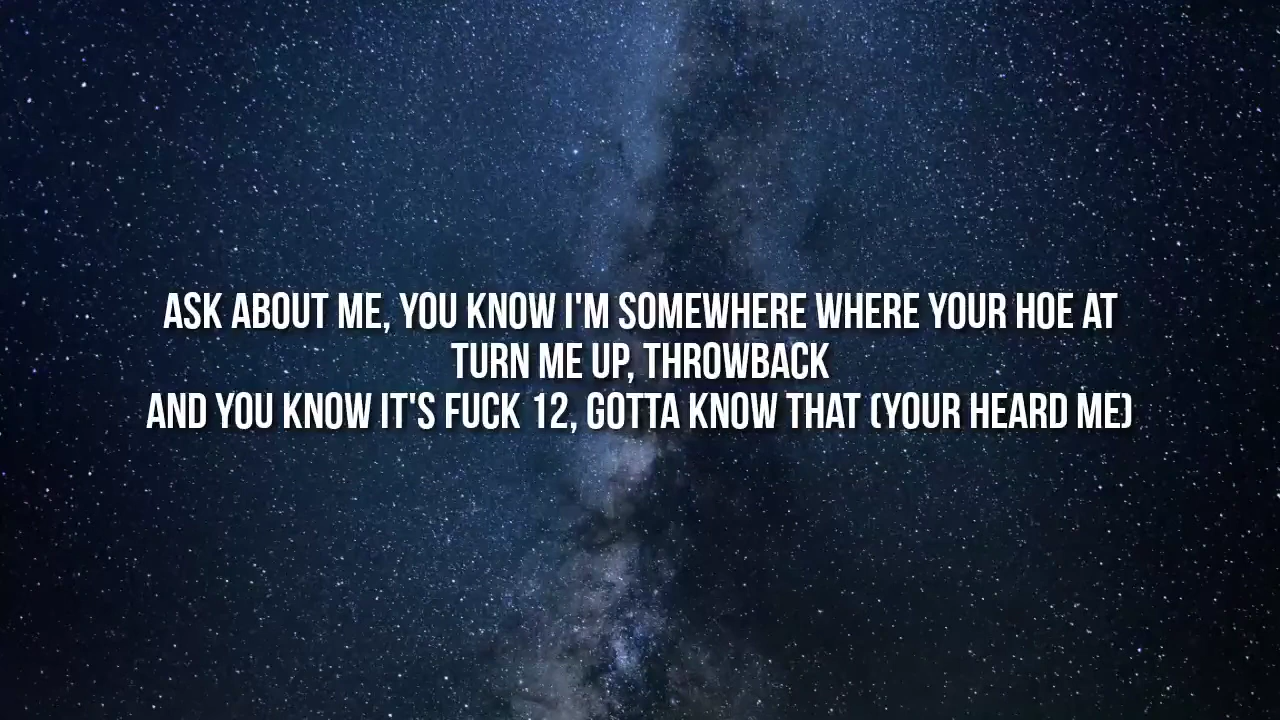 ASK ABOUT ME, YOU KNOW I'M SOMEWHERE WHERE YOUR HOE AT
TURN ME UP, THROWBACK
AND YOU KNOW IT'S FUCK 12, GOTTA KNOW THAT (YOUR HEARD ME)